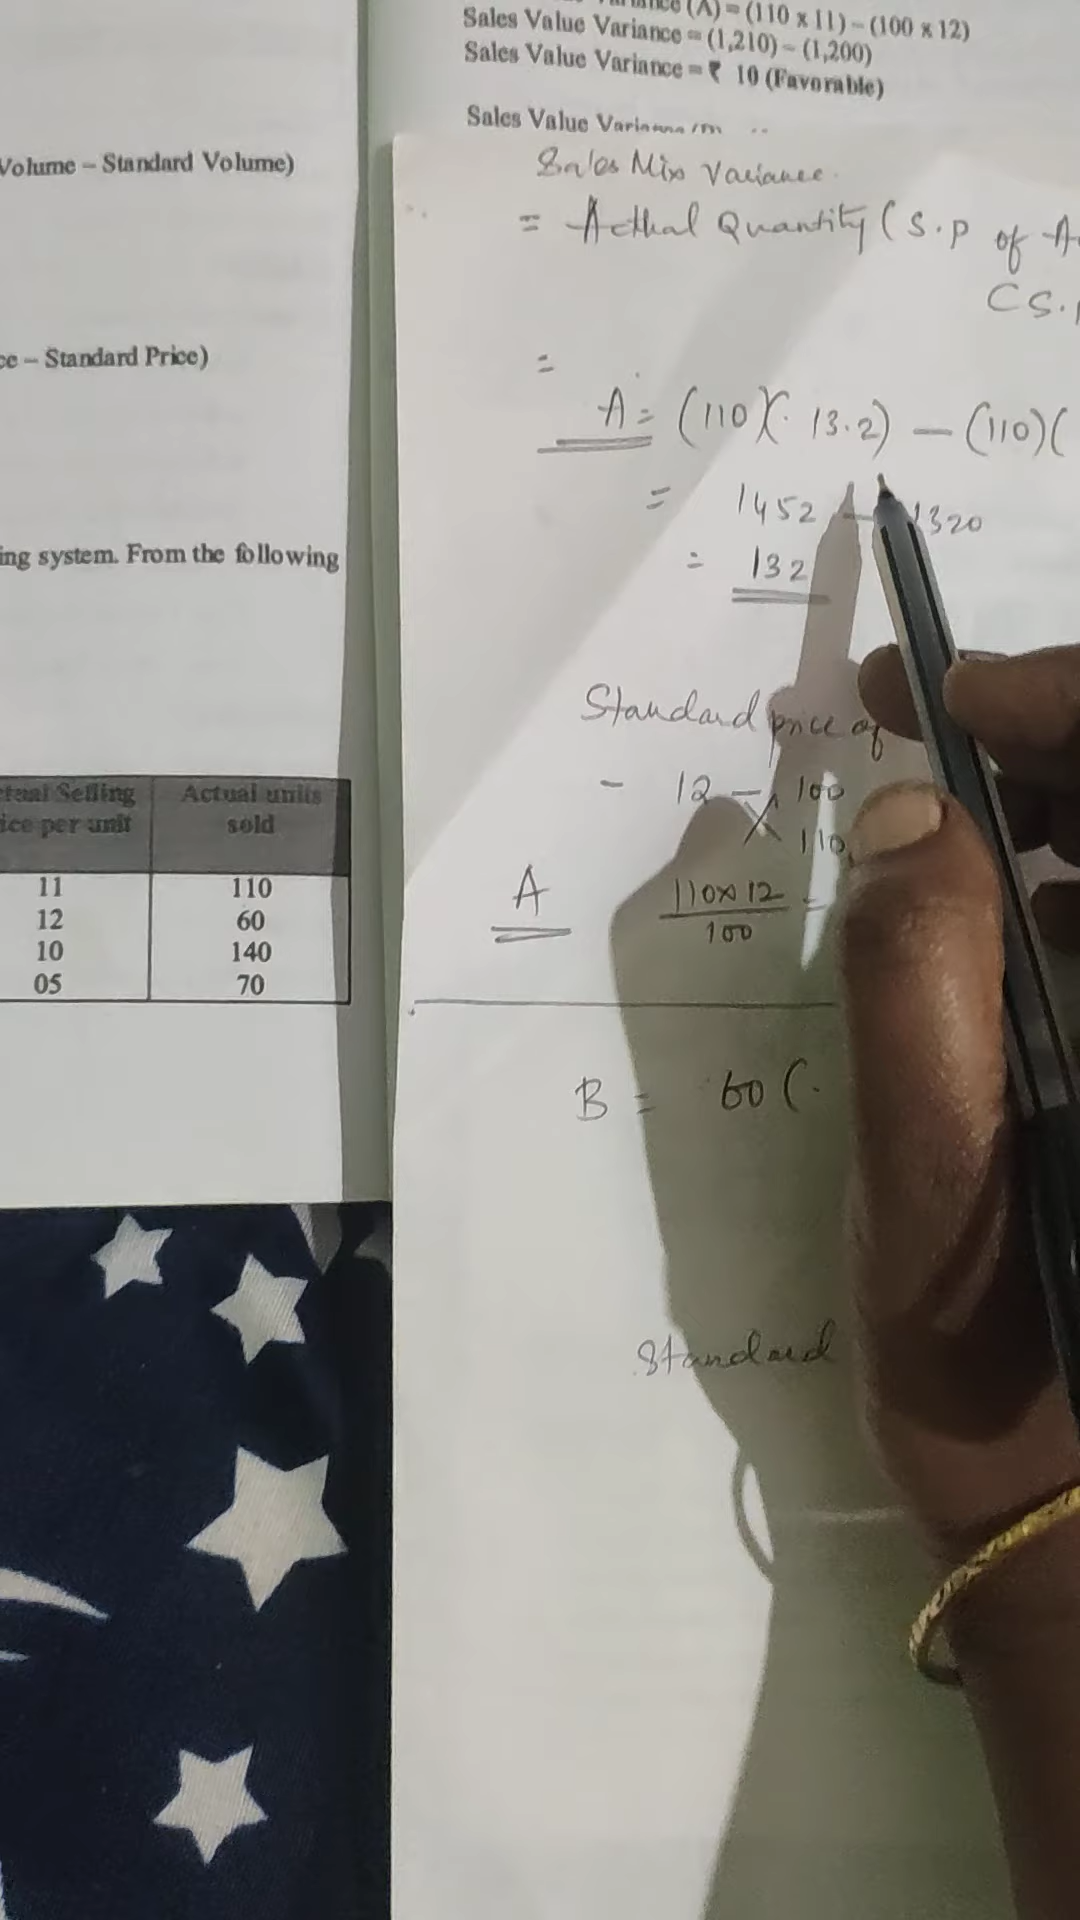 Volume – Standard Volume)
ce – Standard Price)
ing system. From the following
Selling Actual units
ice per unit sold
11 110
12 60
10 140
05 70
(A) = (110 x 11) – (100 x 12)
Sales Value Variance = (1,210) – (1,200)
Sales Value Variance = ₹ 10 (Favorable)
Sales Value
Sales Mix Variance.
= Actual Quantity ( S.P of A
C S.
=
A = (110)( 13.2) — (110)(
= 1452 – 1320
= 132
Standard price of
- 12 — 100
110
A 110 x 12 =
100
B = 60 (
Standard